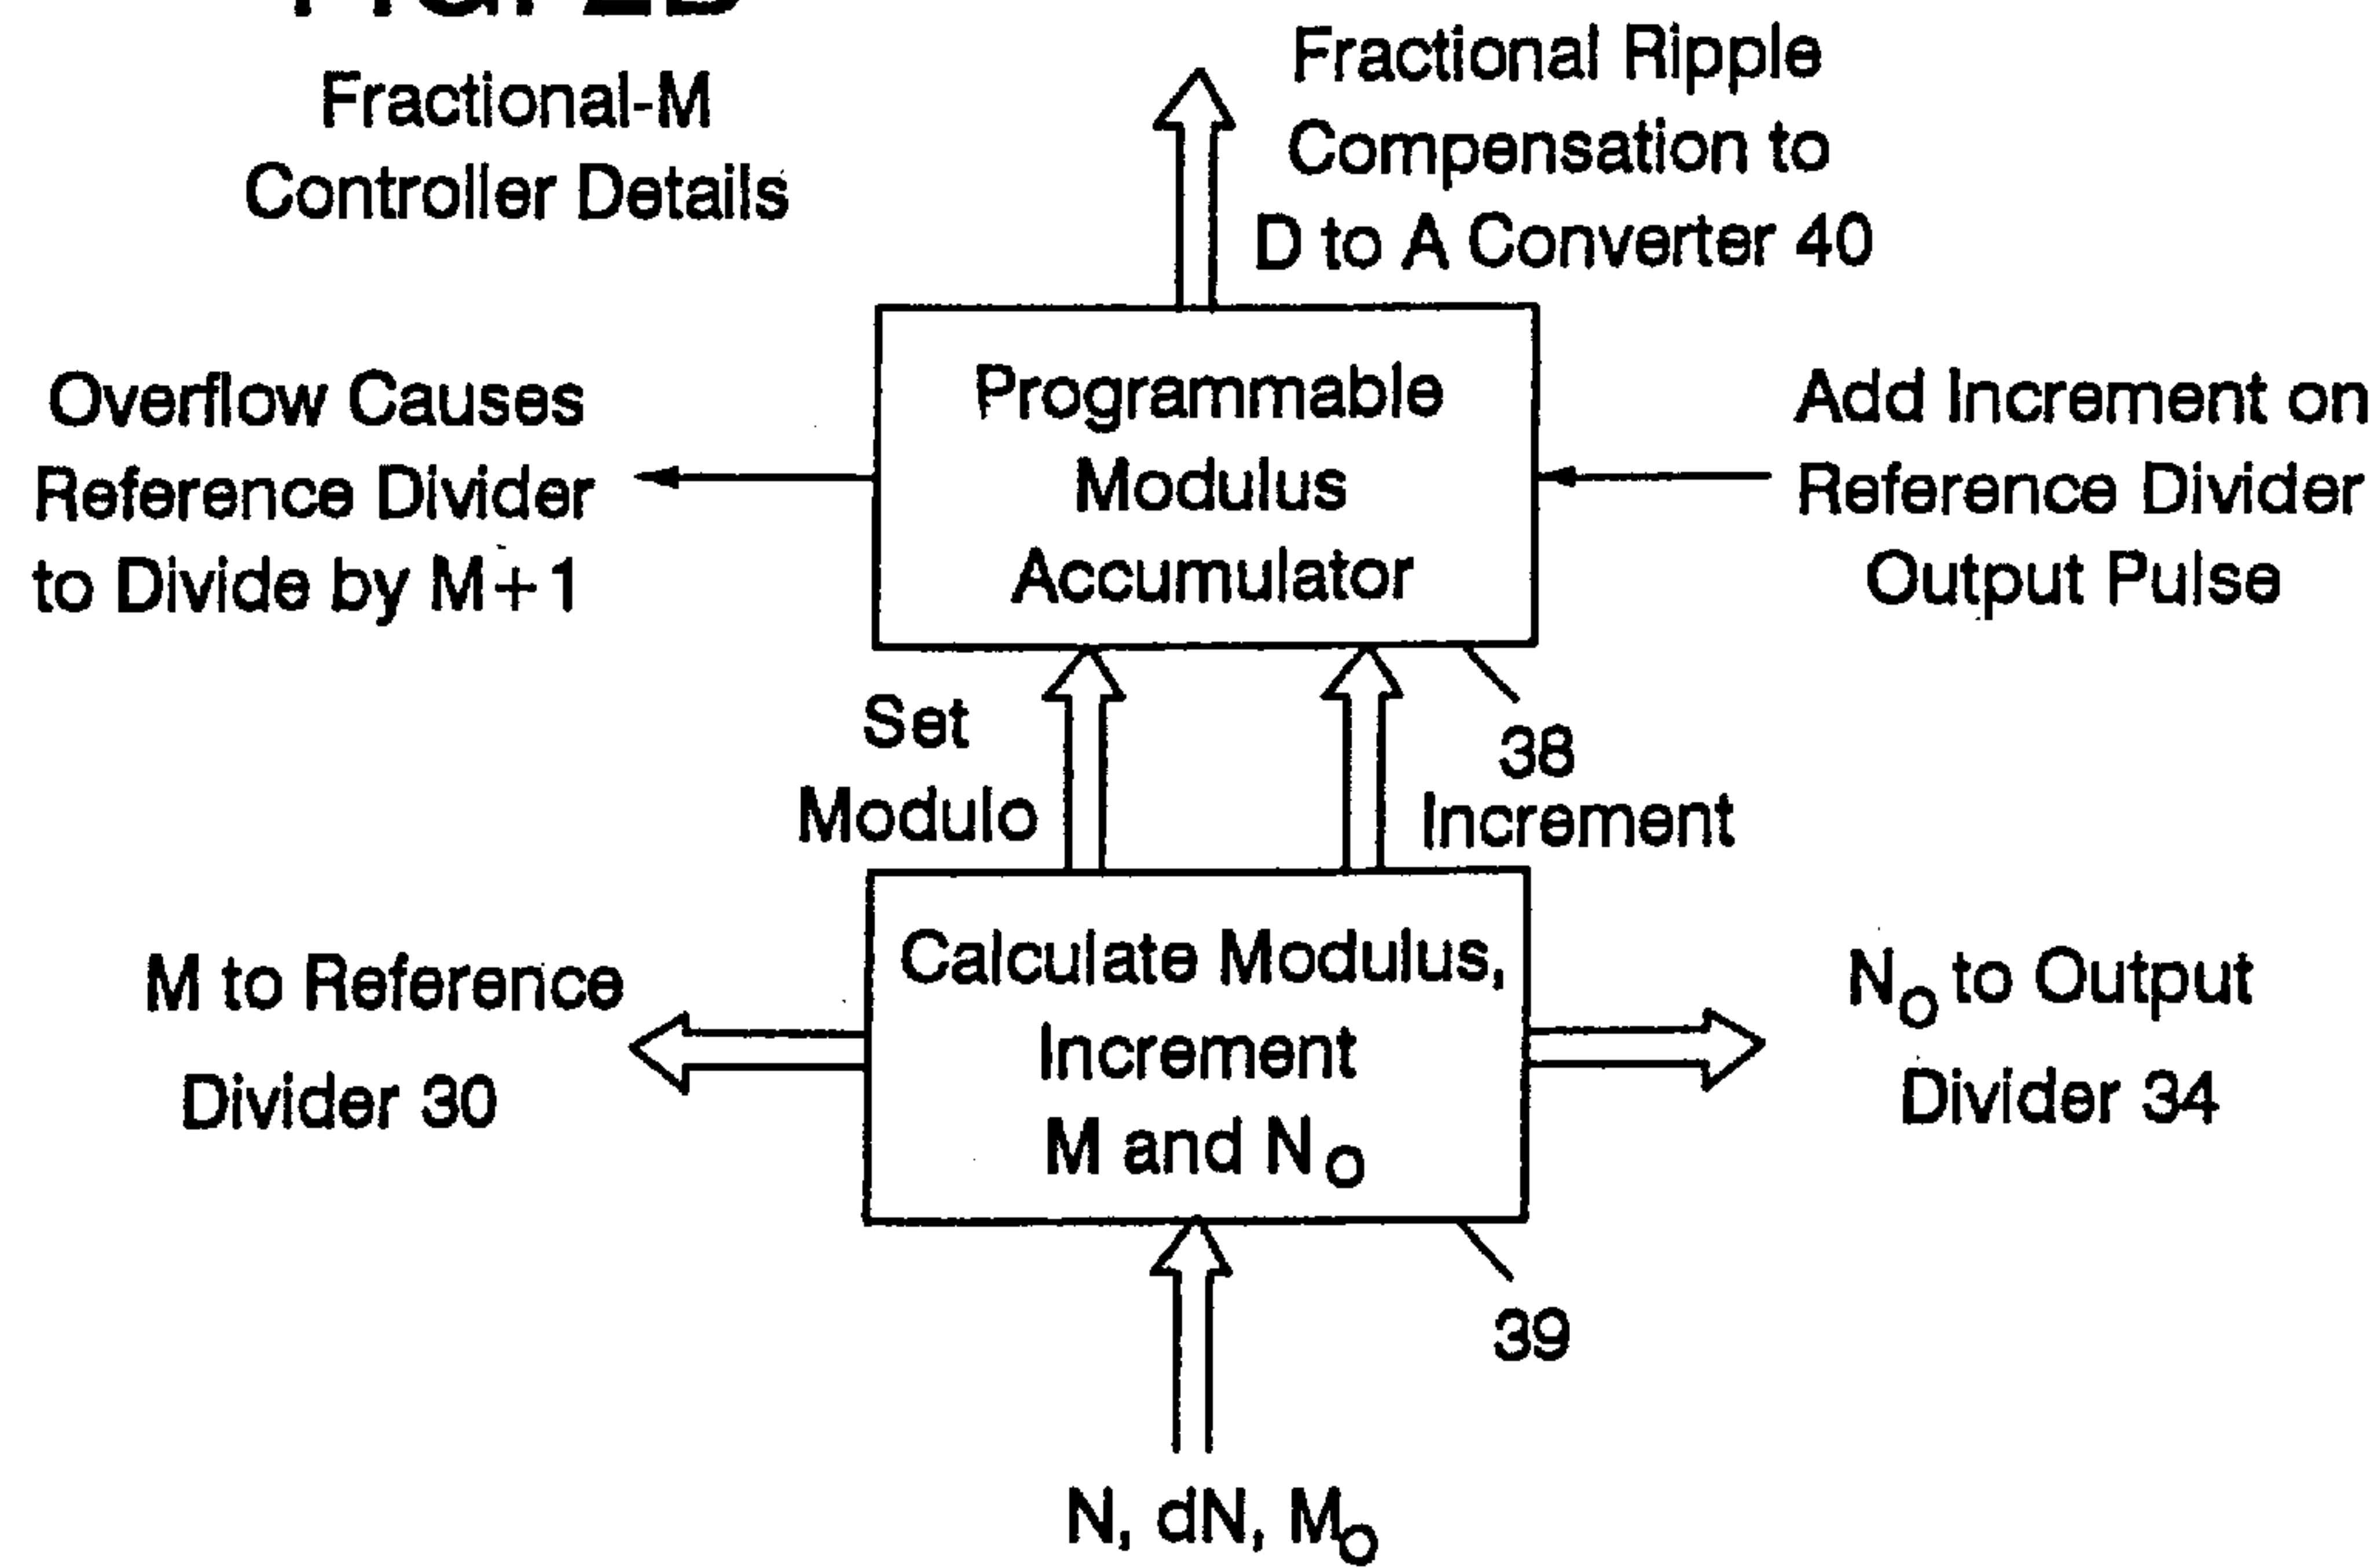 Fractional-M
Controller Details
Fractional Ripple
Compensation to
D to A Converter 40
Overflow Causes
Reference Divider
to Divide by M+1
Programmable
Modulus
Accumulator
Add Increment on
Reference Divider
Output Pulse
Set
Modulo
38
Increment
M to Reference
Divider 30
Calculate Modulus,
Increment
M and NO
NO to Output
Divider 34
39
N, dN, MO